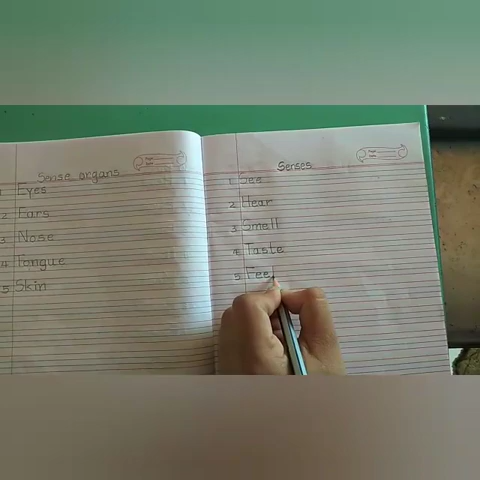 Sense organs
1 Eyes
2 Ears
3 Nose
4 Tongue
5 Skin
Senses
1 See
2 Hear
3 Smell
4 Taste
5 Fee